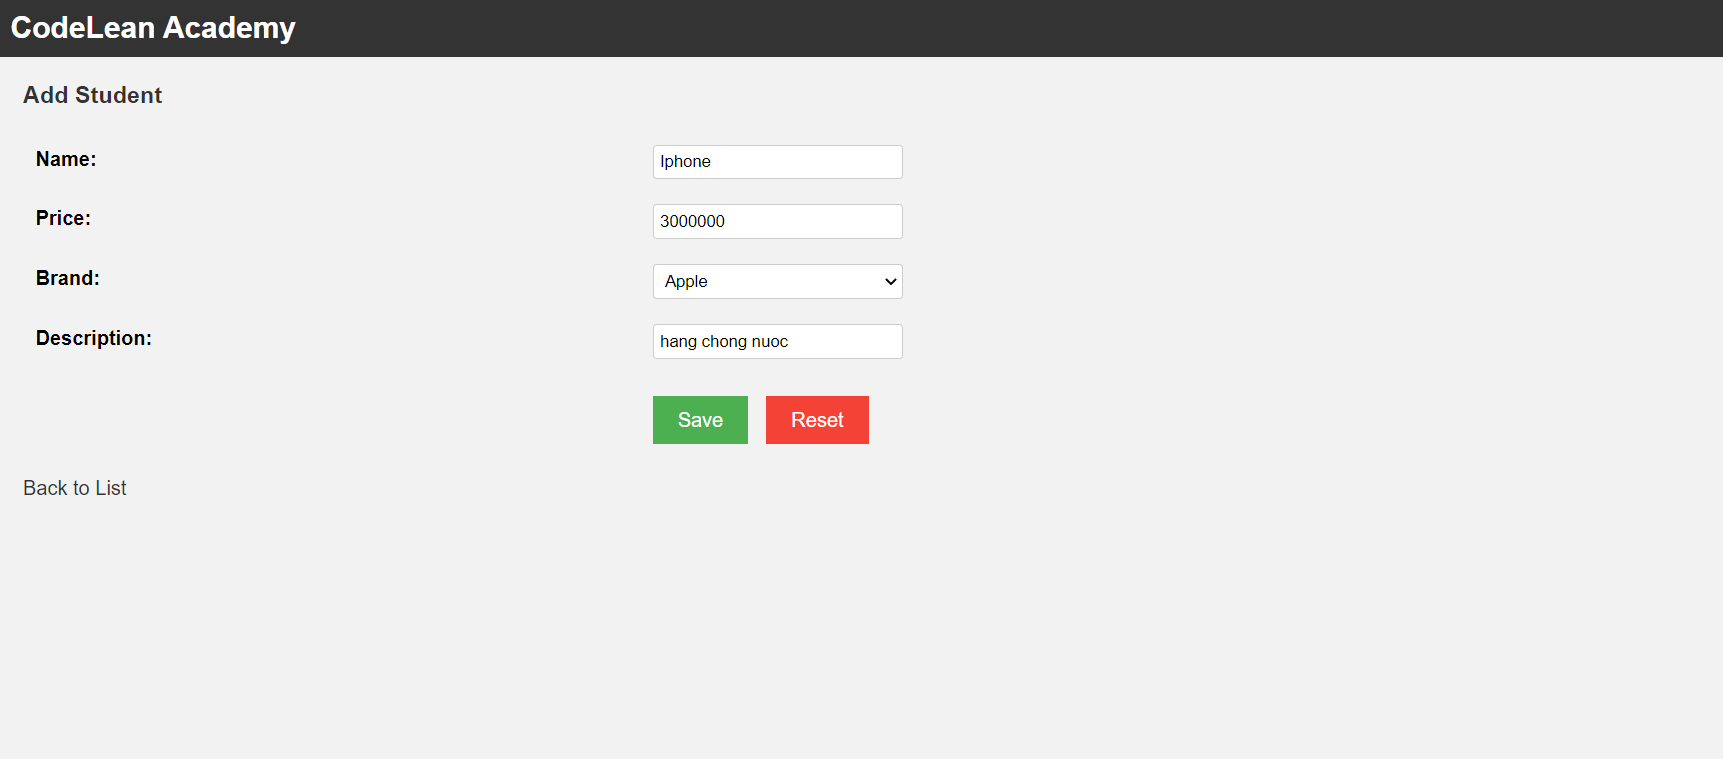 CodeLean Academy
Add Student
Name: Iphone
Price: 3000000
Brand: Apple
Description: hang chong nuoc
Save Reset
Back to List